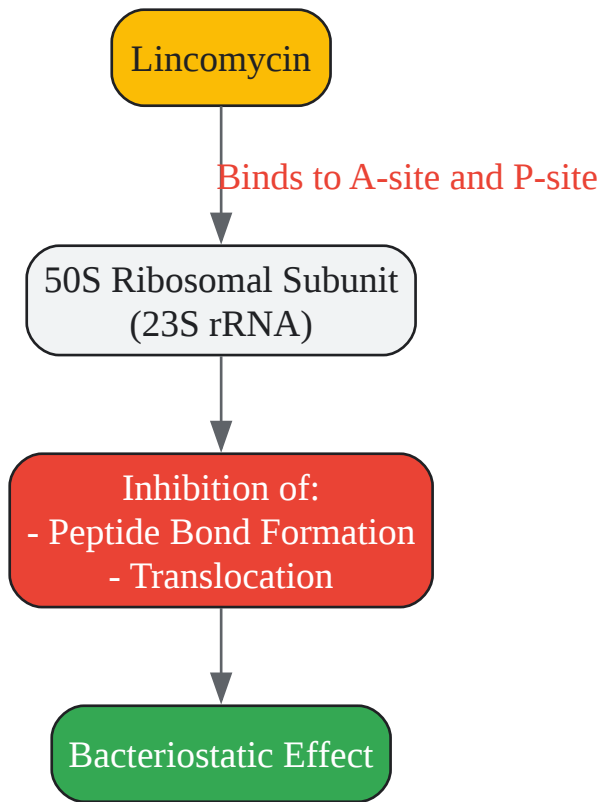 Lincomycin
Binds to A-site and P-site
50S Ribosomal Subunit
(23S rRNA)
Inhibition of:
- Peptide Bond Formation
- Translocation
Bacteriostatic Effect